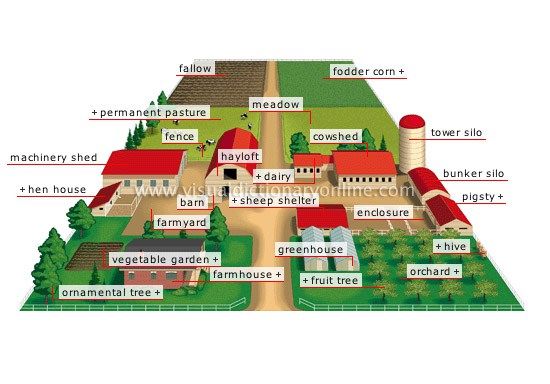 fallow
fodder corn +
+ permanent pasture
meadow
fence
cowshed
tower silo
machinery shed
hayloft
+ dairy
bunker silo
+ hen house
www.visualdictionaryonline.com
barn
+ sheep shelter
pigsty +
farmyard
enclosure
greenhouse
+ hive
vegetable garden +
farmhouse +
+ fruit tree
orchard +
ornamental tree +